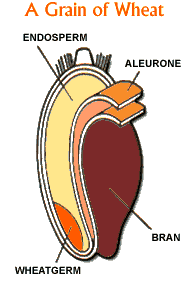 A Grain of Wheat
ENDOSPERM
ALEURONE
BRAN
WHEATGERM